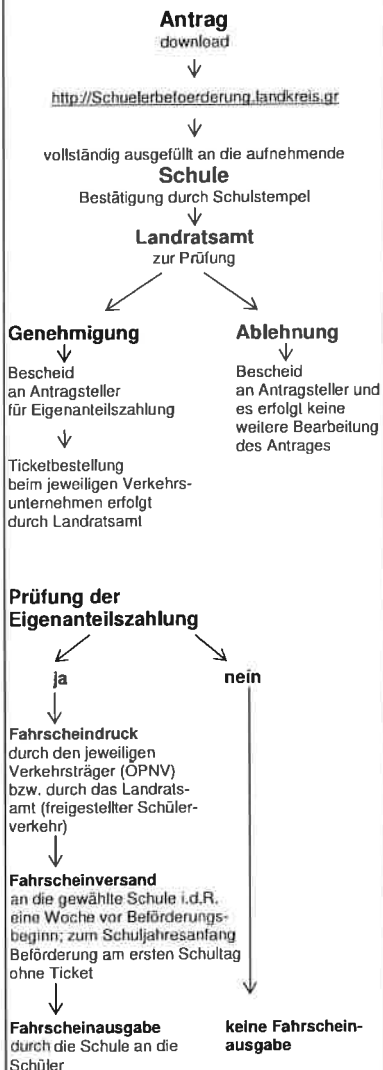 Antrag
download
http://Schuelerbefoerderung.landkreis.gr
vollständig ausgefüllt an die aufnehmende
Schule
Bestätigung durch Schulstempel
Landratsamt
zur Prüfung
Genehmigung
Bescheid
an Antragsteller
für Eigenanteilszahlung
Ticketbestellung
beim jeweiligen Verkehrs-
unternehmen erfolgt
durch Landratsamt
Ablehnung
Bescheid
an Antragsteller und
es erfolgt keine
weitere Bearbeitung
des Antrages
Prüfung der
Eigenanteilszahlung
ja
nein
Fahrscheindruck
durch den jeweiligen
Verkehrsträger (ÖPNV)
bzw. durch das Landrats-
amt (freigestellter Schüler-
verkehr)
Fahrscheinversand
an die gewählte Schule i.d.R.
eine Woche vor Beförderungs-
beginn; zum Schuljahresanfang
Beförderung am ersten Schultag
ohne Ticket
Fahrscheinausgabe
durch die Schule an die
Schüler
keine Fahrschein-
ausgabe